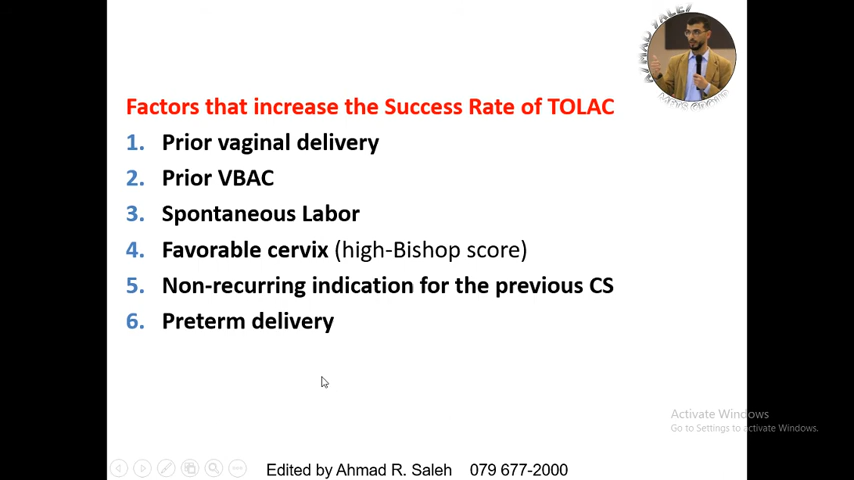 Factors that increase the Success Rate of TOLAC
1. Prior vaginal delivery
2. Prior VBAC
3. Spontaneous Labor
4. Favorable cervix (high-Bishop score)
5. Non-recurring indication for the previous CS
6. Preterm delivery
Activate Windows
Go to Settings to activate Windows.
Edited by Ahmad R. Saleh 079 677-2000